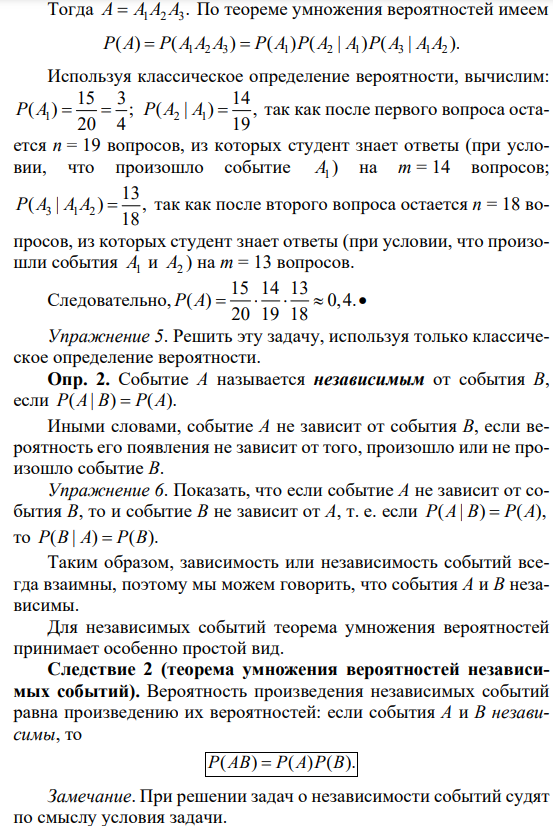 Тогда A = A₁A₂A₃. По теореме умножения вероятностей имеем
P(A) = P(A₁A₂A₃) = P(A₁)P(A₂ | A₁)P(A₃ | A₁A₂).
Используя классическое определение вероятности, вычислим:
P(A₁) = 15/20 = 3/4; P(A₂ | A₁) = 14/19, так как после первого вопроса оста-
ется n = 19 вопросов, из которых студент знает ответы (при усло-
вии, что произошло событие A₁) на m = 14 вопросов;
P(A₃ | A₁A₂) = 13/18, так как после второго вопроса остается n = 18 во-
просов, из которых студент знает ответы (при условии, что произо-
шли события A₁ и A₂) на m = 13 вопросов.
Следовательно, P(A) = 15/20 · 14/19 · 13/18 ≈ 0,4.●
Упражнение 5. Решить эту задачу, используя только классиче-
ское определение вероятности.
Опр. 2. Событие A называется независимым от события B,
если P(A | B) = P(A).
Иными словами, событие A не зависит от события B, если ве-
роятность его появления не зависит от того, произошло или не про-
изошло событие B.
Упражнение 6. Показать, что если событие A не зависит от со-
бытия B, то и событие B не зависит от A, т. е. если P(A | B) = P(A),
то P(B | A) = P(B).
Таким образом, зависимость или независимость событий все-
гда взаимны, поэтому мы можем говорить, что события A и B неза-
висимы.
Для независимых событий теорема умножения вероятностей
принимает особенно простой вид.
Следствие 2 (теорема умножения вероятностей независи-
мых событий). Вероятность произведения независимых событий
равна произведению их вероятностей: если события A и B незави-
симы, то
P(AB) = P(A)P(B).
Замечание. При решении задач о независимости событий судят
по смыслу условия задачи.